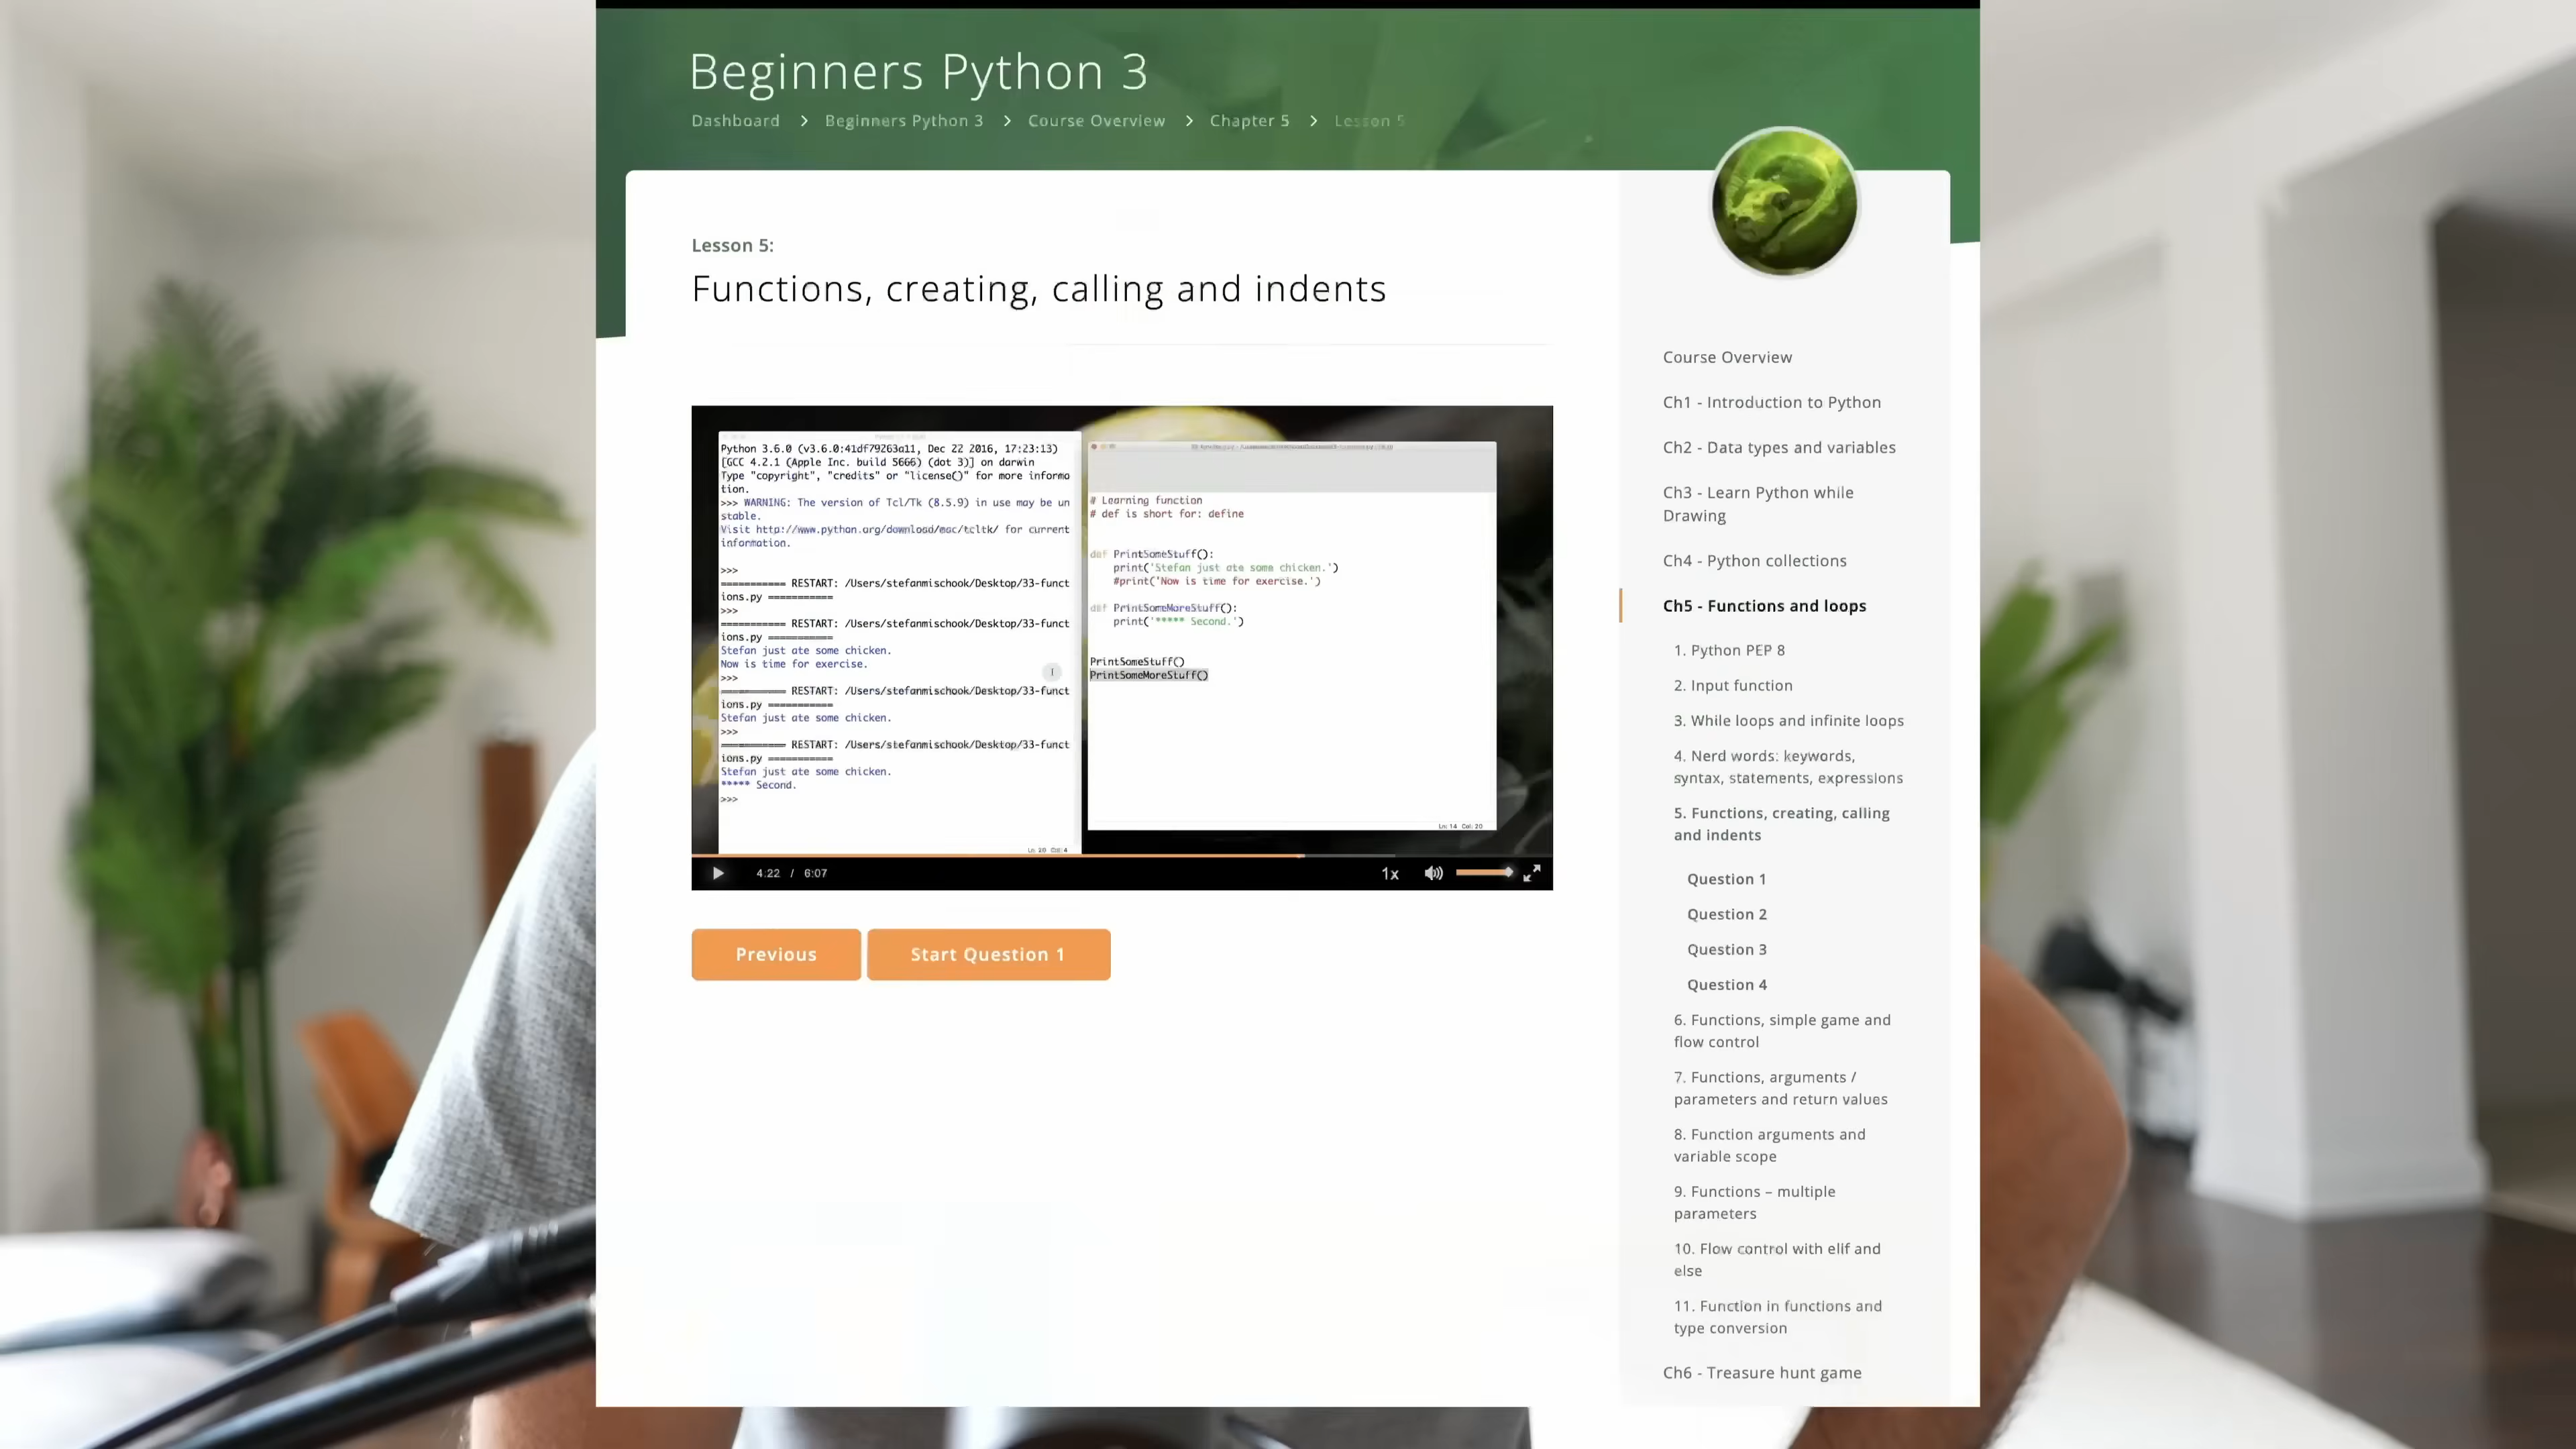 Beginners Python 3
Dashboard > Beginners Python 3 > Course Overview > Chapter 5 > Lesson 5
Lesson 5:
Functions, creating, calling and indents
Python 3.6.0 (v3.6.0:41df79263a11, Dec 22 2016, 17:23:13)
[GCC 4.2.1 (Apple Inc. build 5666) (dot 3)] on darwin
Type "copyright", "credits" or "license()" for more informa
tion.
>>> WARNING: The version of Tcl/Tk (8.5.9) in use may be un
stable.
Visit http://www.python.org/download/mac/tcltk/ for current
information.
>>>
=========== RESTART: /Users/stefanmischook/Desktop/33-funct
ions.py ===========
>>>
=========== RESTART: /Users/stefanmischook/Desktop/33-funct
ions.py ===========
Stefan just ate some chicken.
Now is time for exercise.
>>>
=========== RESTART: /Users/stefanmischook/Desktop/33-funct
ions.py ===========
Stefan just ate some chicken.
>>>
=========== RESTART: /Users/stefanmischook/Desktop/33-funct
ions.py ===========
Stefan just ate some chicken.
***** Second.
>>>
Ln: 20 Col: 4
# Learning function
# def is short for: define
def PrintSomeStuff():
print('Stefan just ate some chicken.')
#print('Now is time for exercise.')
def PrintSomeMoreStuff():
print('***** Second.')
PrintSomeStuff()
PrintSomeMoreStuff()
Ln: 14 Col: 20
4:22 / 6:07
1x
Previous
Start Question 1
Course Overview
Ch1 - Introduction to Python
Ch2 - Data types and variables
Ch3 - Learn Python while
Drawing
Ch4 - Python collections
Ch5 - Functions and loops
1. Python PEP 8
2. Input function
3. While loops and infinite loops
4. Nerd words: keywords,
syntax, statements, expressions
5. Functions, creating, calling
and indents
Question 1
Question 2
Question 3
Question 4
6. Functions, simple game and
flow control
7. Functions, arguments /
parameters and return values
8. Function arguments and
variable scope
9. Functions – multiple
parameters
10. Flow control with elif and
else
11. Function in functions and
type conversion
Ch6 - Treasure hunt game